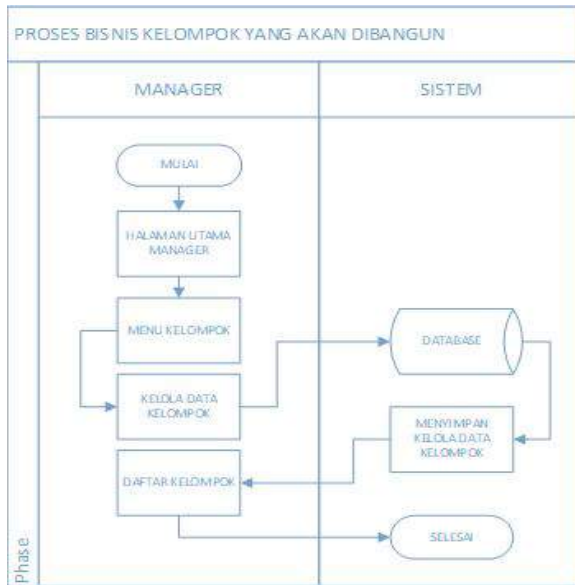 PROSES BISNIS KELOMPOK YANG AKAN DIBANGUN
MANAGER
SISTEM
MULAI
HALAMAN UTAMA
MANAGER
MENU KELOMPOK
DATABASE
KELOLA DATA
KELOMPOK
MENYIMPAN
KELOLA DATA
KELOMPOK
DAFTAR KELOMPOK
SELESAI
Phase